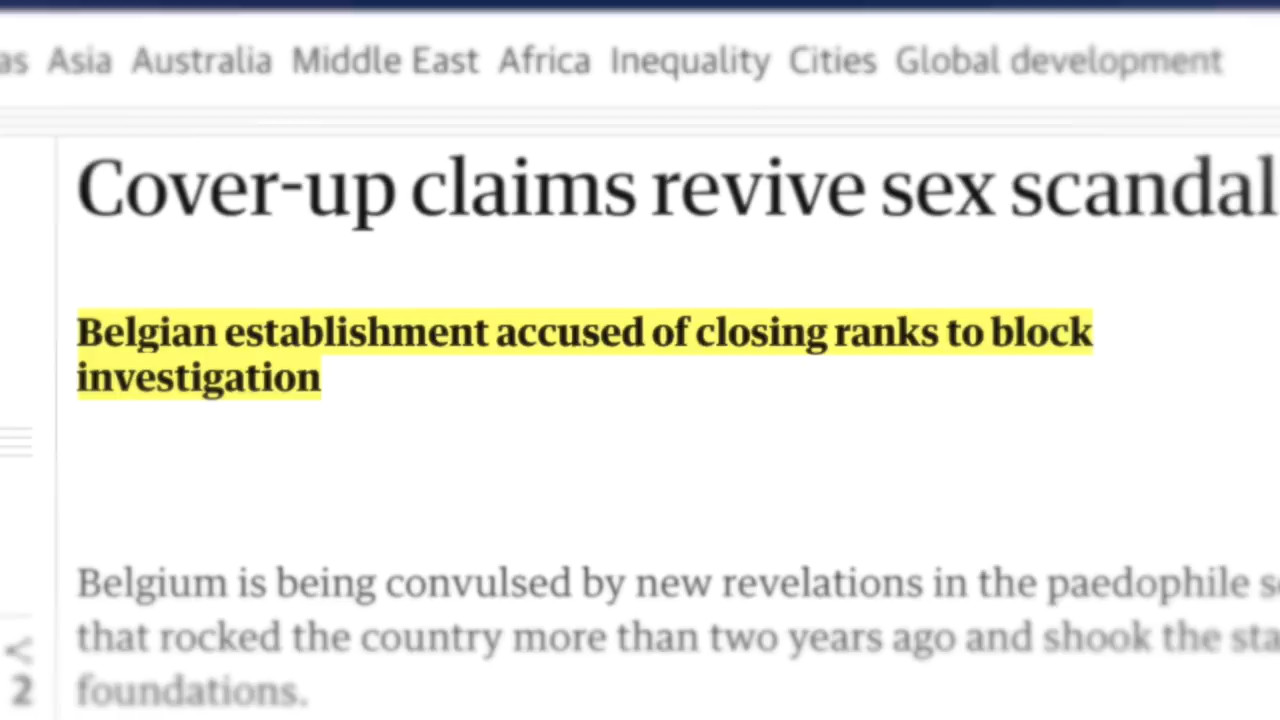 as Asia Australia Middle East Africa Inequality Cities Global development
Cover-up claims revive sex scandal
Belgian establishment accused of closing ranks to block
investigation
Belgium is being convulsed by new revelations in the paedophile
that rocked the country more than two years ago and shook the
foundations.
2